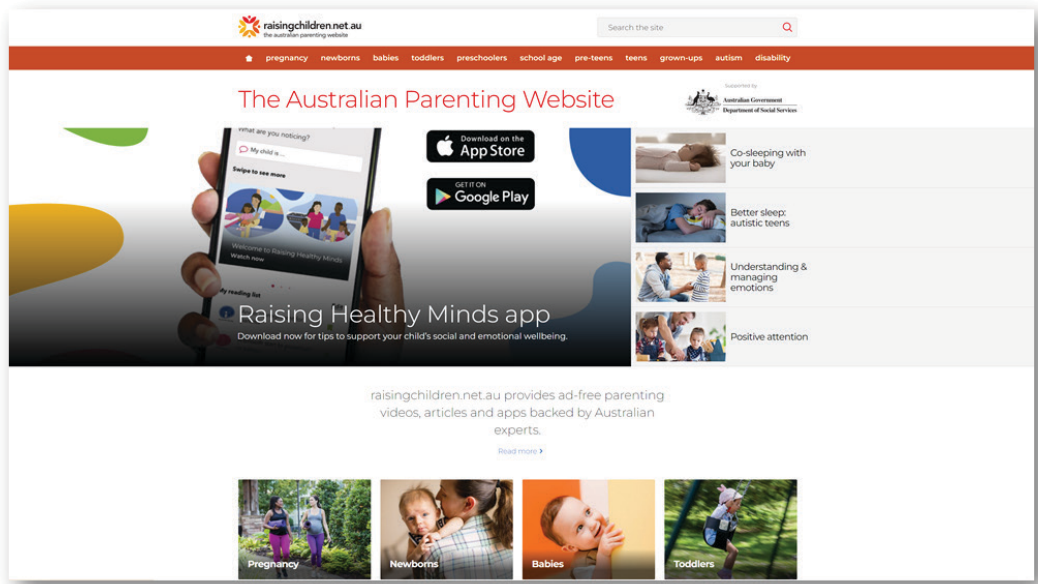 raisingchildren.net.au
the australian parenting website
Search the site
pregnancy newborns babies toddlers preschoolers school age pre-teens teens grown-ups autism disability
The Australian Parenting Website
Supported by
Australian Government
Department of Social Services
What are you noticing?
My child is ...
Swipe to see more
Welcome to Raising Healthy Minds
Watch now
My reading list
Download on the
App Store
GET IT ON
Google Play
Raising Healthy Minds app
Download now for tips to support your child's social and emotional wellbeing.
Co-sleeping with
your baby
Better sleep:
autistic teens
Understanding &
managing
emotions
Positive attention
raisingchildren.net.au provides ad-free parenting
videos, articles and apps backed by Australian
experts.
Read more
Pregnancy
Newborns
Babies
Toddlers